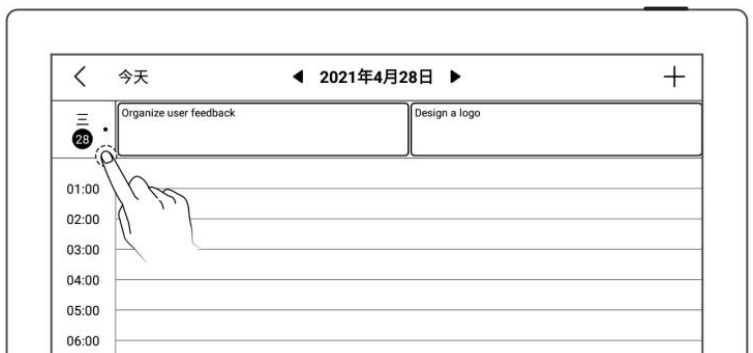 今天 2021年4月28日
Organize user feedback Design a logo
三
28
01:00
02:00
03:00
04:00
05:00
06:00